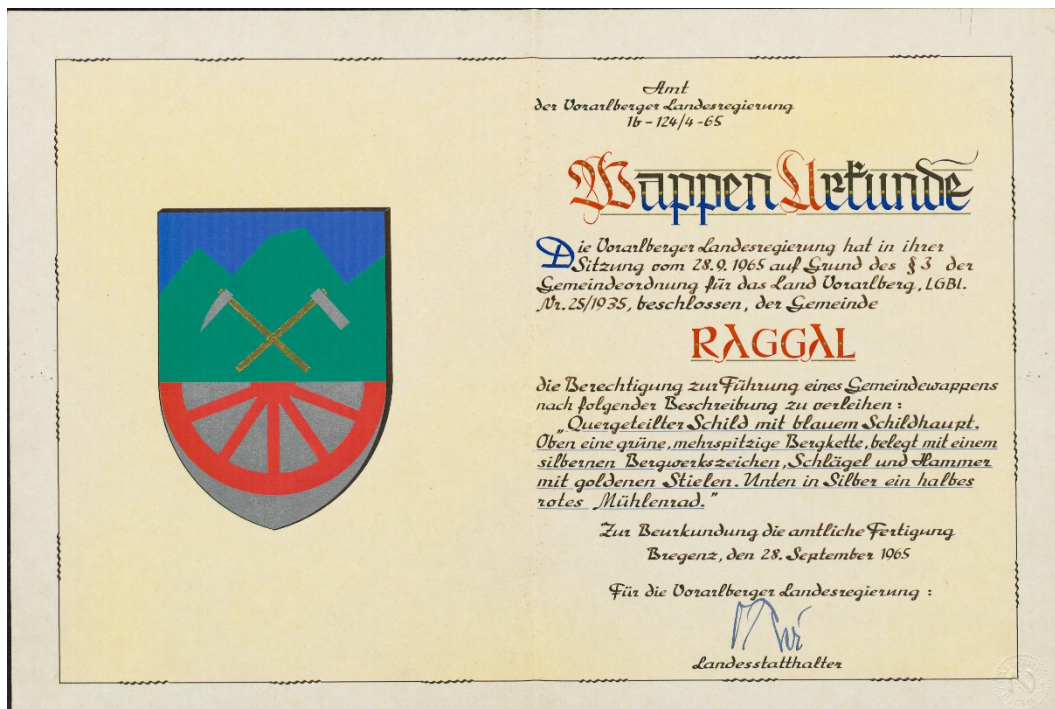 Amt
der Vorarlberger Landesregierung
1b - 124/4 - 65
Wappen Urkunde
Die Vorarlberger Landesregierung hat in ihrer
Sitzung vom 28.9.1965 auf Grund des § 3 der
Gemeindeordnung für das Land Vorarlberg, LGBl.
Nr. 25/1935, beschlossen, der Gemeinde
RAGGAL
die Berechtigung zur Führung eines Gemeindewappens
nach folgender Beschreibung zu verleihen:
„Quergeteilter Schild mit blauem Schildhaupt.
Oben eine grüne, mehrspitzige Bergkette, belegt mit einem
silbernen Bergwerkszeichen, Schlägel und Hammer
mit goldenen Stielen. Unten in Silber ein halbes
rotes Mühlenrad."
Zur Beurkundung die amtliche Fertigung
Bregenz, den 28. September 1965
Für die Vorarlberger Landesregierung:
Landesstatthalter